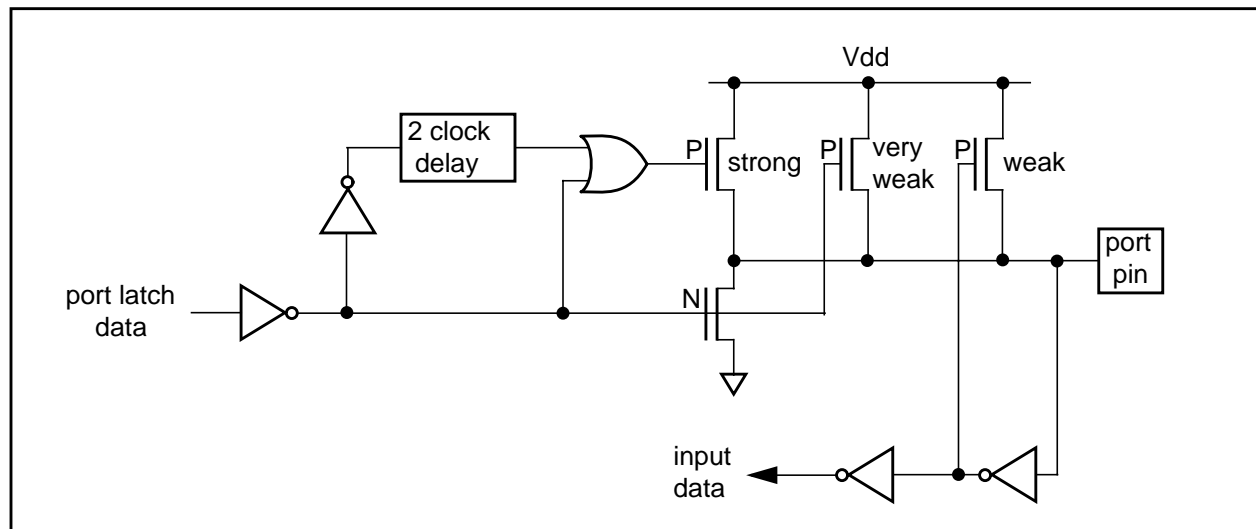 Vdd
2 clock
delay
P
strong
P
very
weak
P
weak
port
pin
port latch
data
N
input
data